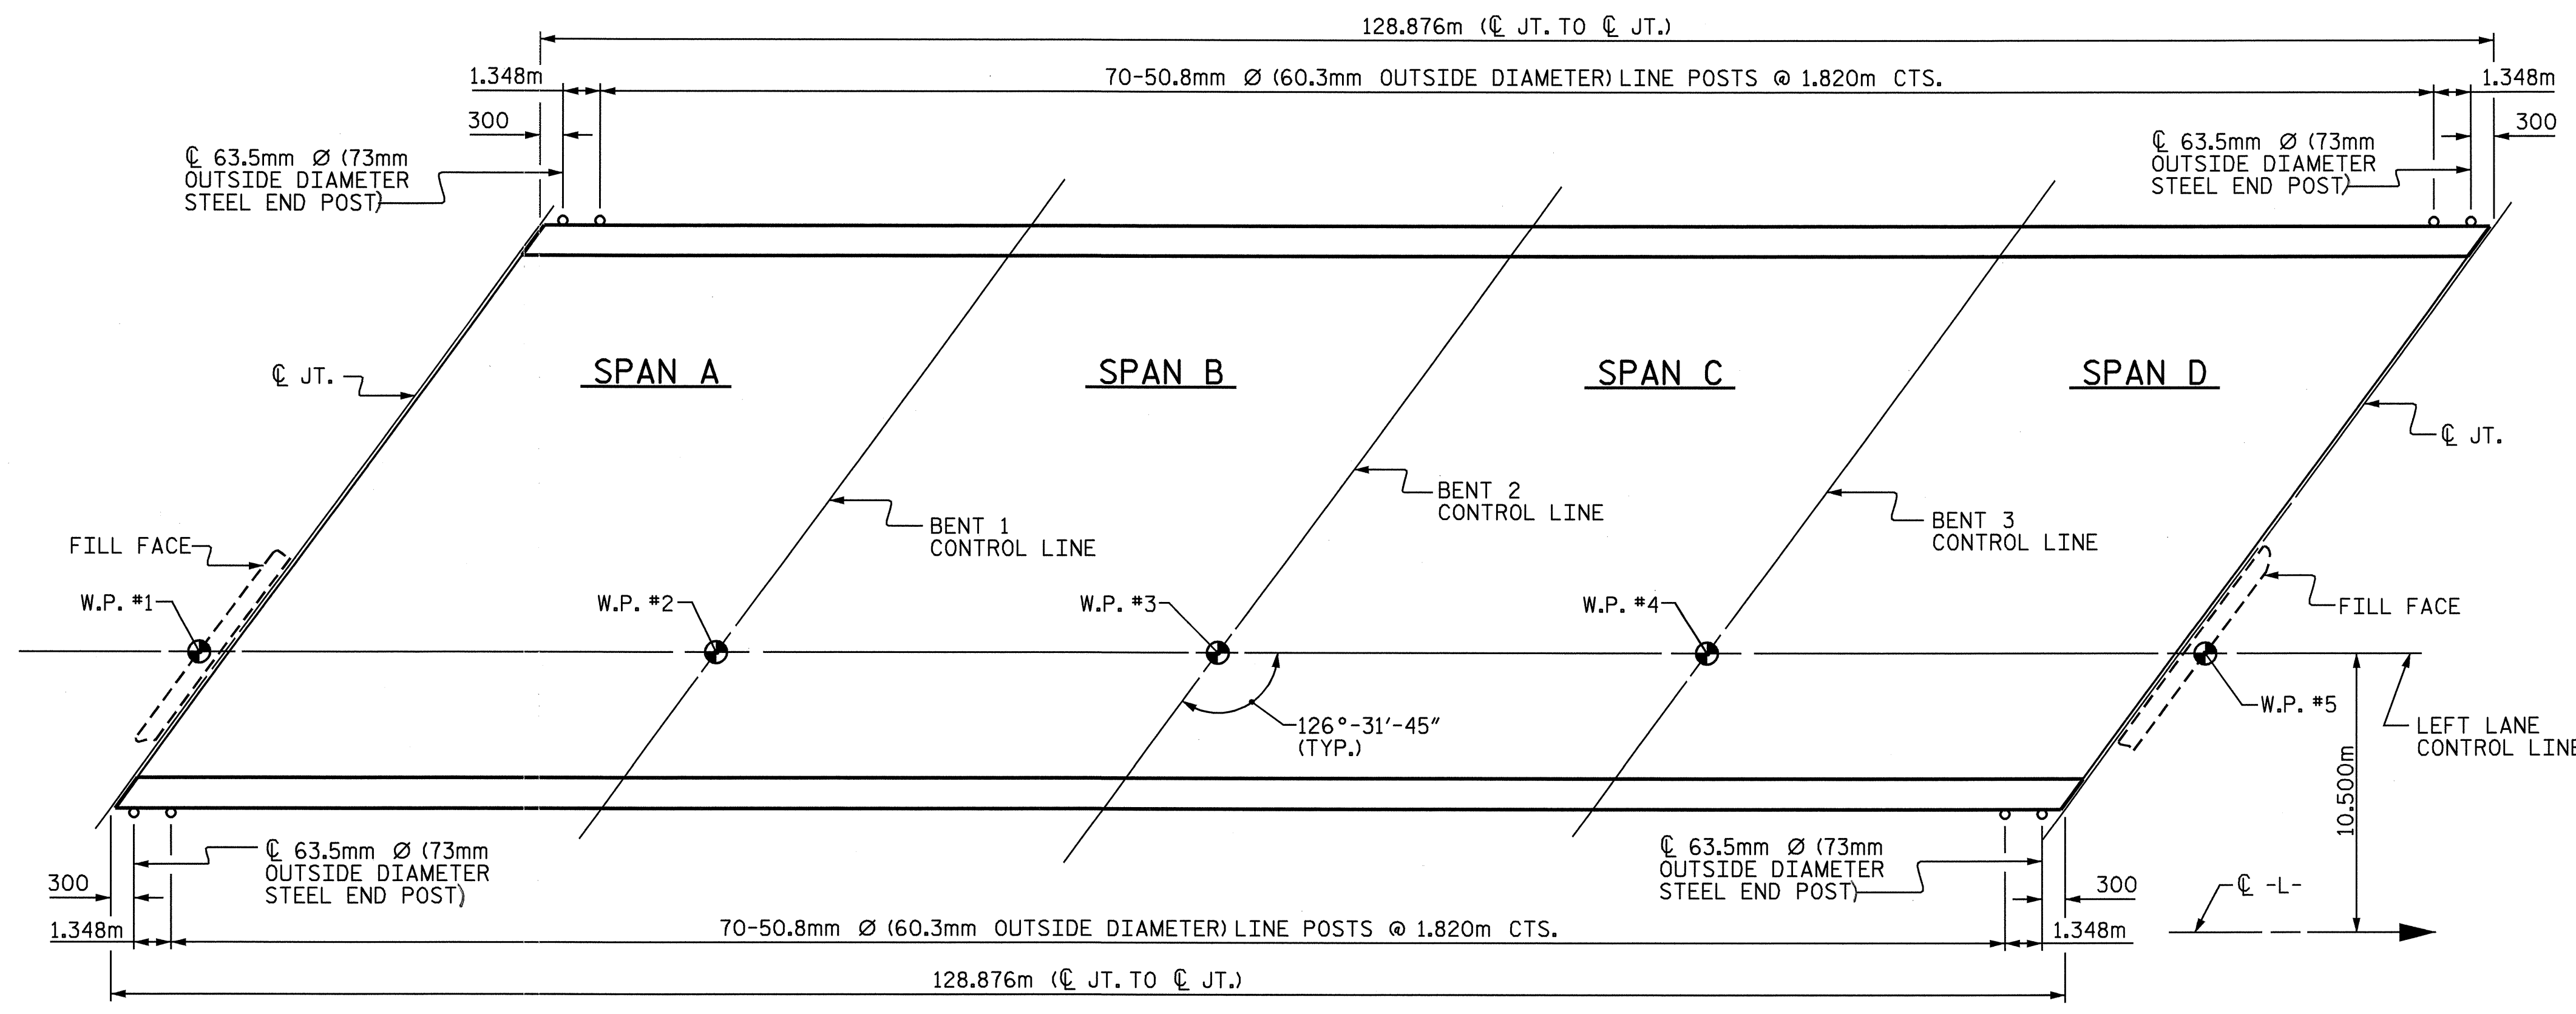 128.876m (℄ JT. TO ℄ JT.)
1.348m
70-50.8mm Ø (60.3mm OUTSIDE DIAMETER) LINE POSTS @ 1.820m CTS.
1.348m
300
300
℄ 63.5mm Ø (73mm
OUTSIDE DIAMETER
STEEL END POST)
℄ 63.5mm Ø (73mm
OUTSIDE DIAMETER
STEEL END POST)
℄ JT.
SPAN A
SPAN B
SPAN C
SPAN D
℄ JT.
BENT 1
CONTROL LINE
BENT 2
CONTROL LINE
BENT 3
CONTROL LINE
FILL FACE
W.P. #1
W.P. #2
W.P. #3
W.P. #4
FILL FACE
W.P. #5
126°-31'-45"
(TYP.)
LEFT LANE
CONTROL LINE
10.500m
℄ 63.5mm Ø (73mm
OUTSIDE DIAMETER
STEEL END POST)
℄ 63.5mm Ø (73mm
OUTSIDE DIAMETER
STEEL END POST)
300
300
℄ -L-
1.348m
70-50.8mm Ø (60.3mm OUTSIDE DIAMETER) LINE POSTS @ 1.820m CTS.
1.348m
128.876m (℄ JT. TO ℄ JT.)